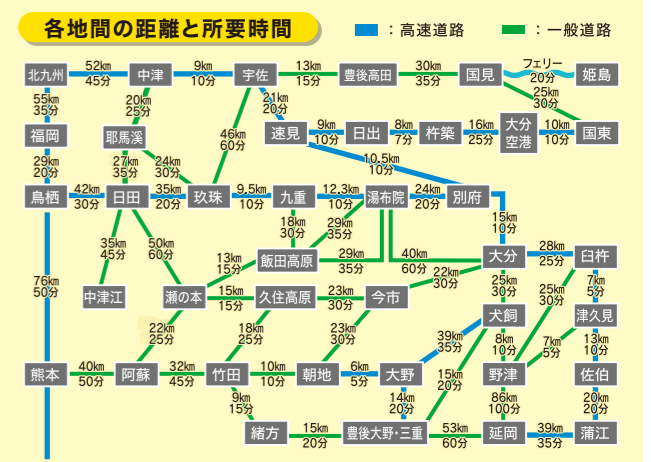 各地間の距離と所要時間
：高速道路
：一般道路
北九州
52km
45分
中津
9km
10分
宇佐
13km
15分
豊後高田
30km
35分
国見
フェリー
20分
姫島
55km
35分
20km
25分
21km
20分
25km
30分
福岡
耶馬溪
46km
60分
速見
9km
10分
日出
8km
7分
杵築
16km
25分
大分
空港
10km
10分
国東
29km
20分
27km
35分
24km
30分
10.5km
10分
鳥栖
42km
30分
日田
35km
20分
玖珠
9.5km
10分
九重
12.3km
10分
湯布院
24km
20分
別府
15km
10分
18km
30分
29km
35分
35km
45分
50km
60分
13km
15分
飯田高原
29km
35分
40km
60分
大分
28km
25分
臼杵
76km
50分
22km
30分
25km
30分
7km
5分
中津江
瀬の本
15km
15分
久住高原
23km
30分
今市
25km
30分
犬飼
津久見
22km
25分
18km
25分
23km
30分
39km
35分
8km
10分
7km
5分
13km
10分
熊本
40km
50分
阿蘇
32km
45分
竹田
10km
10分
朝地
6km
5分
大野
15km
20分
野津
佐伯
9km
15分
14km
20分
86km
100分
20km
20分
緒方
15km
20分
豊後大野・三重
53km
60分
延岡
39km
35分
蒲江